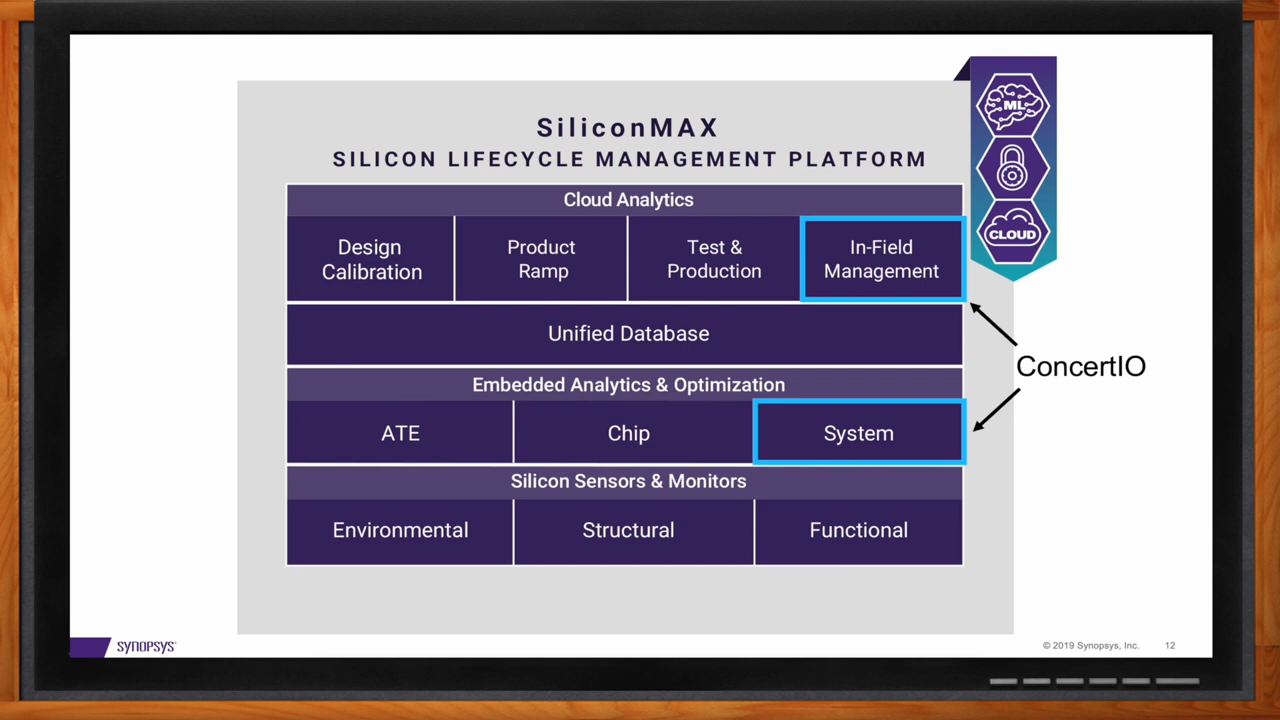 SiliconMAX
SILICON LIFECYCLE MANAGEMENT PLATFORM
ML
CLOUD
Cloud Analytics
Design
Calibration
Product
Ramp
Test &
Production
In-Field
Management
Unified Database
ConcertIO
Embedded Analytics & Optimization
ATE
Chip
System
Silicon Sensors & Monitors
Environmental
Structural
Functional
SYNOPSYS®
© 2019 Synopsys, Inc.
12